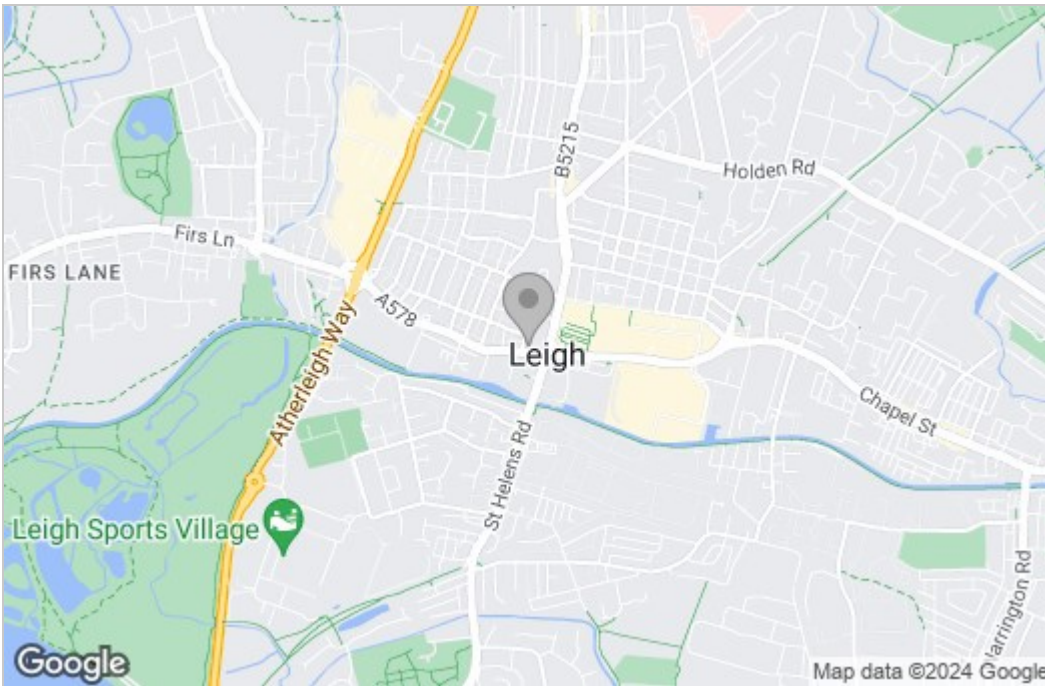 B5215
Holden Rd
Firs Ln
FIRS LANE
A578
Leigh
Atherleigh Way
Chapel St
St Helens Rd
Leigh Sports Village
Google
Map data ©2024 Google